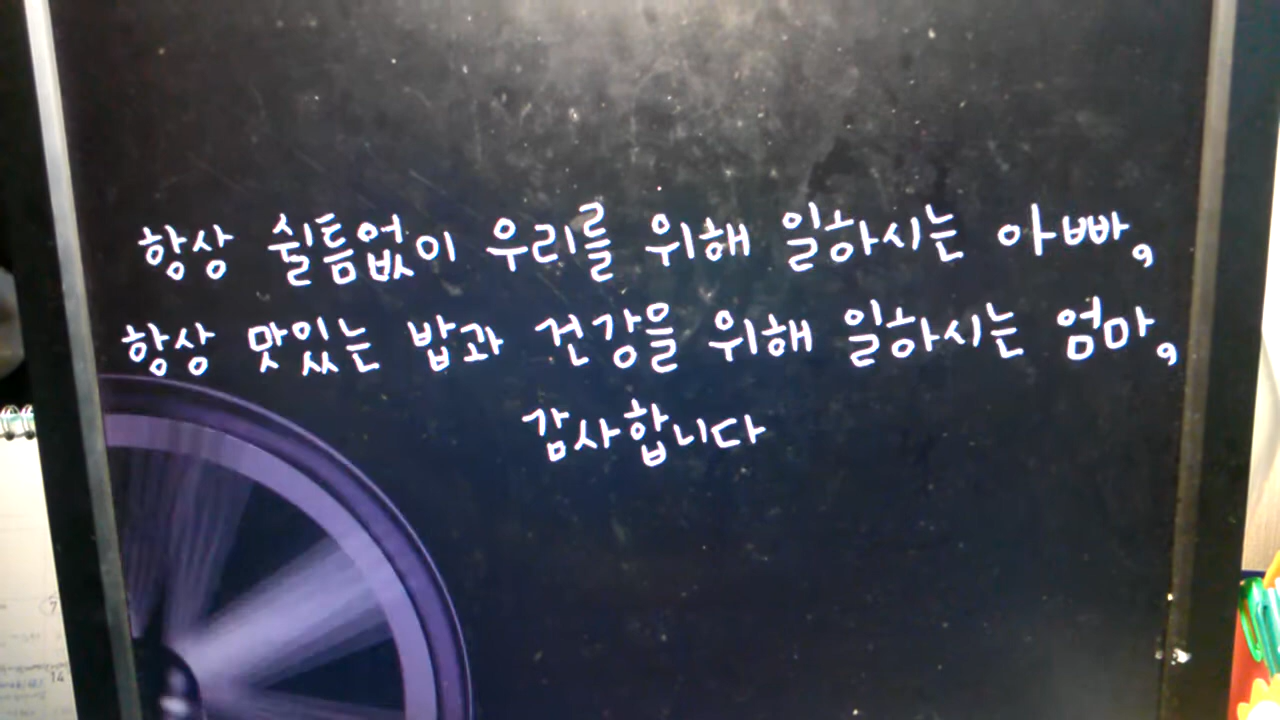 항상 쉴틈없이 우리를 위해 일하시는 아빠,
항상 맛있는 밥과 건강을 위해 일하시는 엄마,
감사합니다
7
14